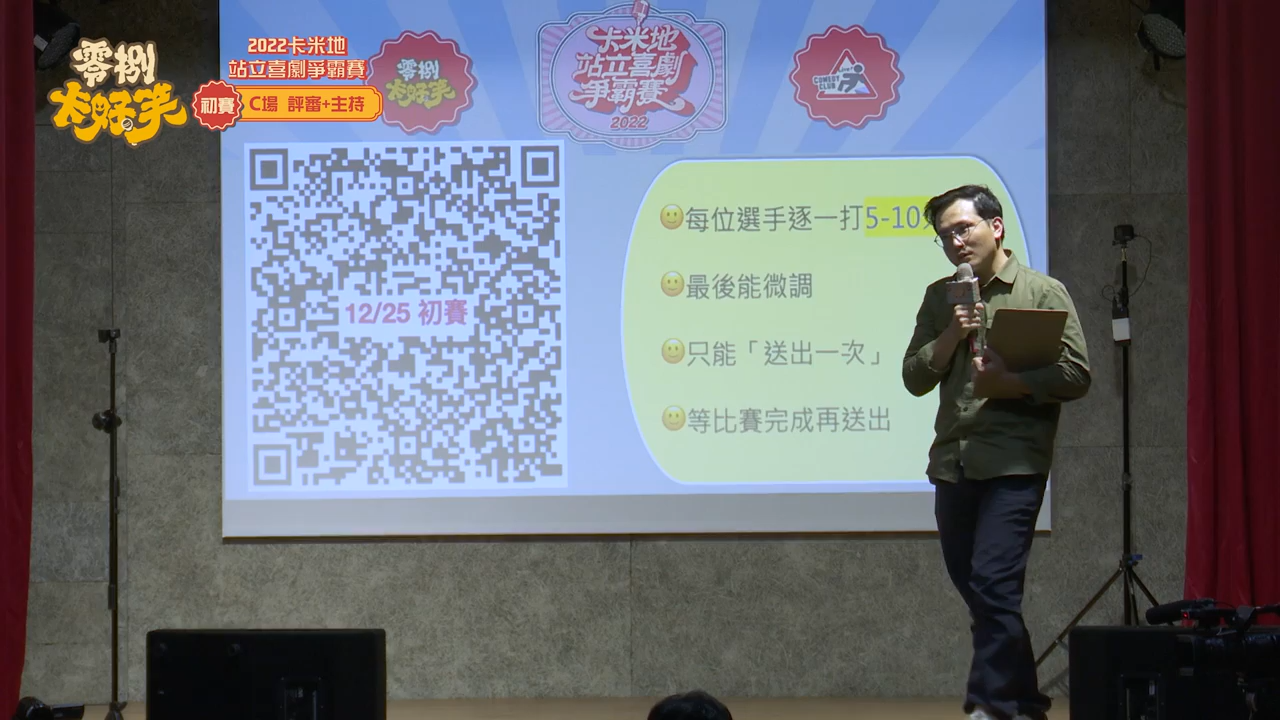 零捌
太好笑
2022卡米地
站立喜劇爭霸賽
初賽
C場 評審+主持
零捌
太好笑
卡米地
站立喜劇
爭霸賽
2022
COMEDY
CLUB
12/25 初賽
每位選手逐一打5-10
最後能微調
只能「送出一次」
等比賽完成再送出